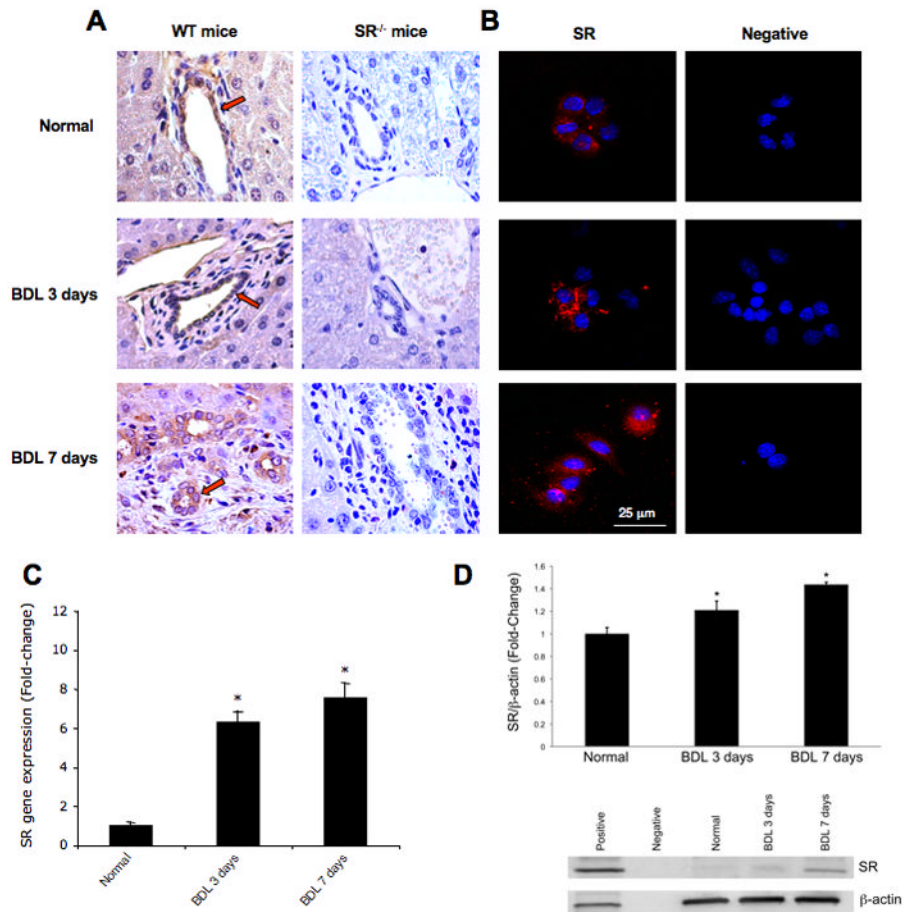 A
WT mice
SR-/- mice
Normal
BDL 3 days
BDL 7 days
B
SR
Negative
25 μm
C
SR gene expression (Fold-change)
12
10
8
6
4
2
0
*
*
Normal
BDL 3 days
BDL 7 days
D
SR/β-actin (Fold-Change)
1.6
1.4
1.2
1
0.8
0.6
0.4
0.2
0
*
*
Normal
BDL 3 days
BDL 7 days
Positive
Negative
Normal
BDL 3 days
BDL 7 days
SR
β-actin